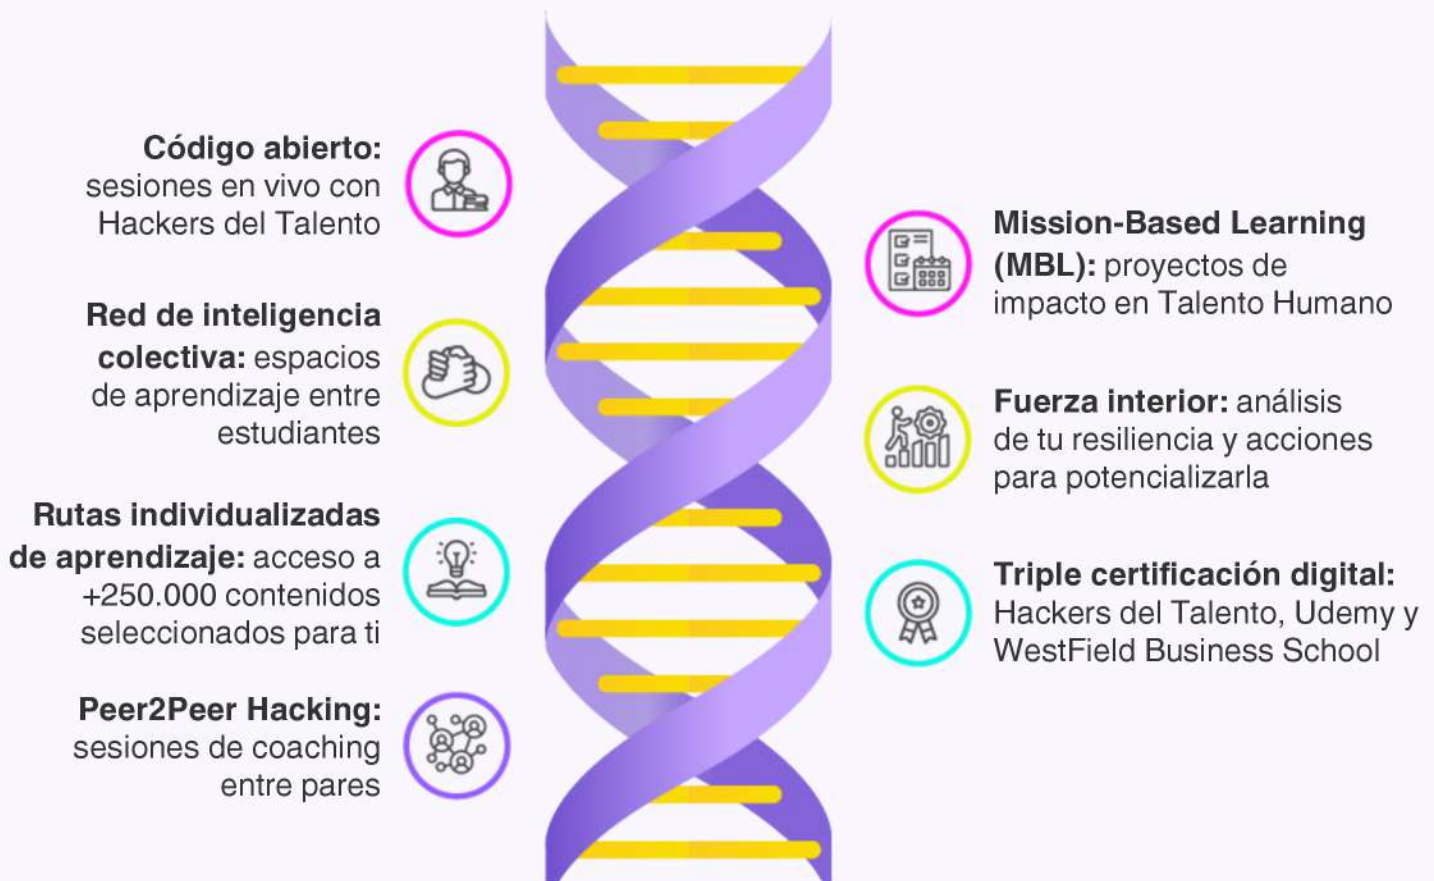 Código abierto:
sesiones en vivo con
Hackers del Talento
Red de inteligencia
colectiva: espacios
de aprendizaje entre
estudiantes
Rutas individualizadas
de aprendizaje: acceso a
+250.000 contenidos
seleccionados para ti
Peer2Peer Hacking:
sesiones de coaching
entre pares
Mission-Based Learning
(MBL): proyectos de
impacto en Talento Humano
Fuerza interior: análisis
de tu resiliencia y acciones
para potencializarla
Triple certificación digital:
Hackers del Talento, Udemy y
WestField Business School